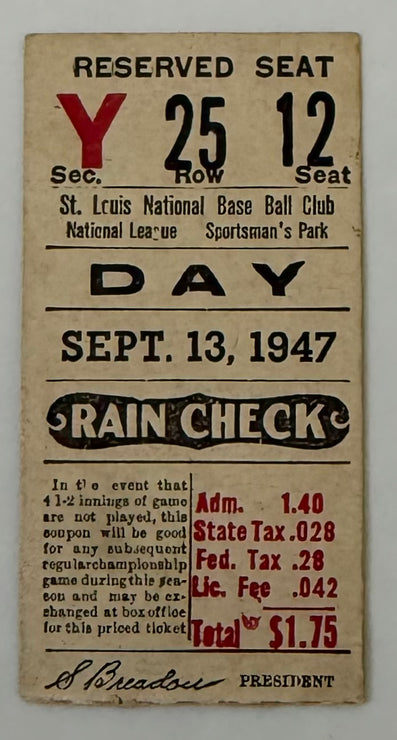 RESERVED SEAT
Y 25 12
Sec. Row Seat
St. Louis National Base Ball Club
National League Sportsman's Park
DAY
SEPT. 13, 1947
RAIN CHECK
In the event that
4 1-2 innings of game
are not played, this
coupon will be good
for any subsequent
regular championship
game during this sea-
son and may be ex-
changed at box office
for this priced ticket
Adm. 1.40
State Tax .028
Fed. Tax .28
Lic. Fee .042
Total $1.75
S Breadon PRESIDENT